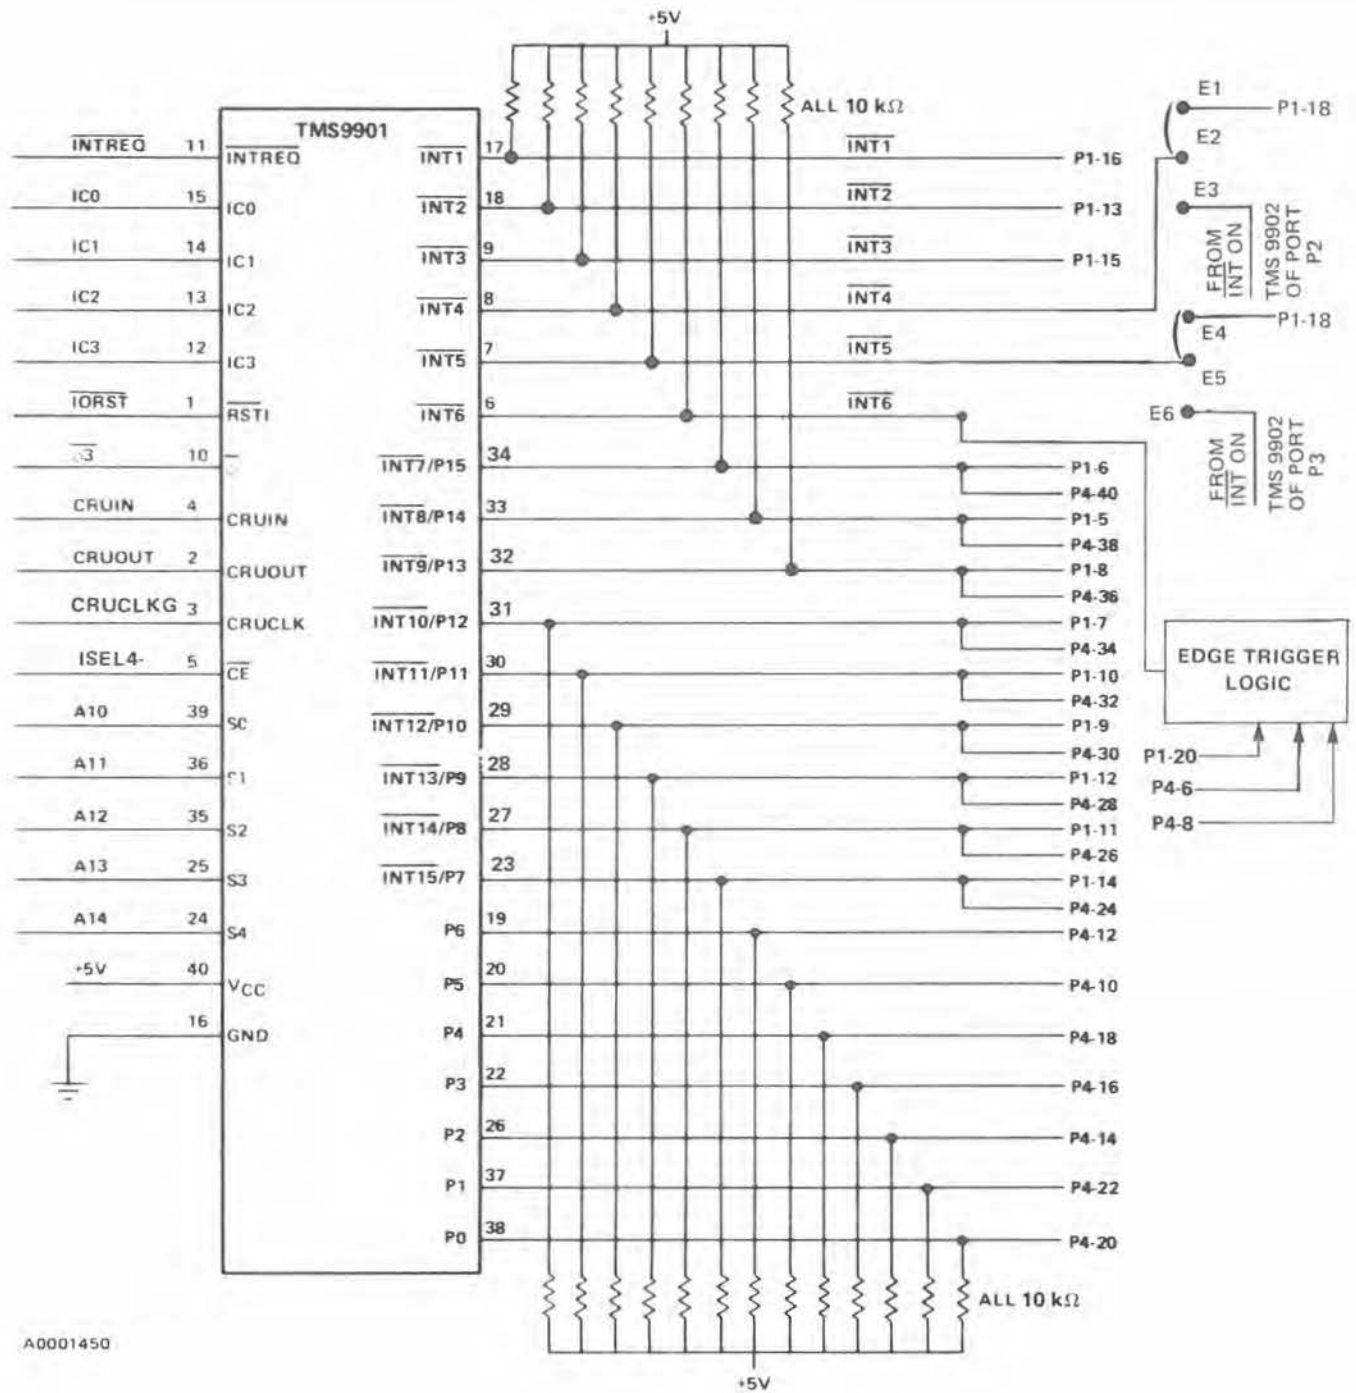 +5V
ALL 10 kΩ
TMS9901
INTREQ 11 INTREQ
IC0 15 IC0
IC1 14 IC1
IC2 13 IC2
IC3 12 IC3
IORST 1 RSTI
10
CRUIN 4 CRUIN
CRUOUT 2 CRUOUT
CRUCLKG 3 CRUCLK
ISEL4- 5 CE
A10 39
A11 36
A12 35 S2
A13 25 S3
A14 24 S4
+5V 40 VCC
16 GND
INT1 17 INT1 P1-16
INT2 18 INT2 P1-13
INT3 9 INT3 P1-15
INT4 8 INT4
INT5 7 INT5
INT6 6 INT6
INT7/P15 34 P1-6
P4-40
INT8/P14 33 P1-5
P4-38
INT9/P13 32 P1-8
P4-36
INT10/P12 31 P1-7
P4-34
INT11/P11 30 P1-10
P4-32
INT12/P10 29 P1-9
P4-30
INT13/P9 28 P1-12
P4-28
INT14/P8 27 P1-11
P4-26
INT15/P7 23 P1-14
P4-24
P6 19 P4-12
P5 20 P4-10
P4 21 P4-18
P3 22 P4-16
P2 26 P4-14
P1 37 P4-22
P0 38 P4-20
ALL 10 kΩ
+5V
E1 P1-18
E2
E3
FROM
INT ON
TMS 9902
OF PORT
P2
P1-18
E4
E5
E6
FROM
INT ON
TMS 9902
OF PORT
P3
EDGE TRIGGER
LOGIC
P1-20
P4-6
P4-8
A0001450